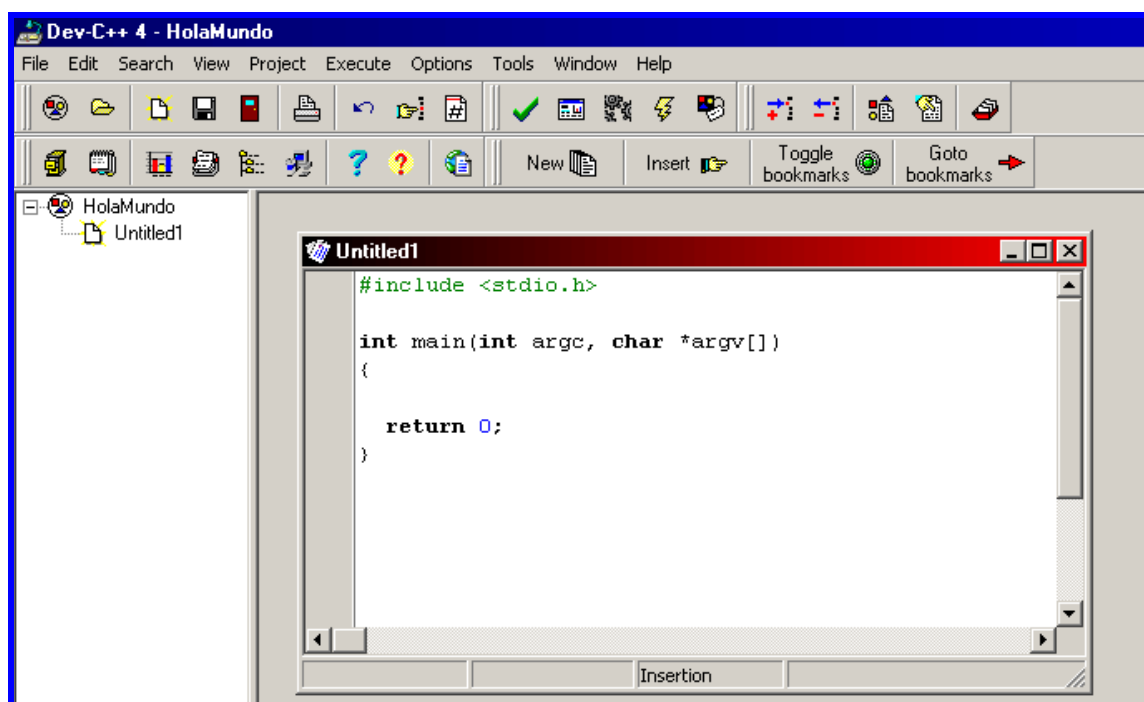 Dev-C++ 4 - HolaMundo
File Edit Search View Project Execute Options Tools Window Help
New Insert Toggle bookmarks Goto bookmarks
HolaMundo
Untitled1
Untitled1
#include <stdio.h>
int main(int argc, char *argv[])
{
return 0;
}
Insertion